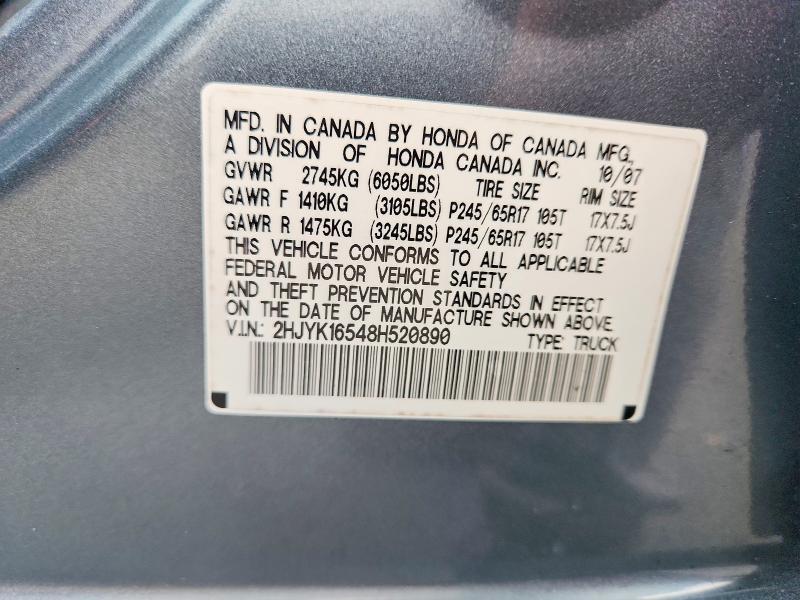 MFD. IN CANADA BY HONDA OF CANADA MFG.,
A DIVISION OF HONDA CANADA INC. 10/07
GVWR 2745KG (6050LBS) TIRE SIZE RIM SIZE
GAWR F 1410KG (3105LBS) P245/65R17 105T 17X7.5J
GAWR R 1475KG (3245LBS) P245/65R17 105T 17X7.5J
THIS VEHICLE CONFORMS TO ALL APPLICABLE
FEDERAL MOTOR VEHICLE SAFETY
AND THEFT PREVENTION STANDARDS IN EFFECT
ON THE DATE OF MANUFACTURE SHOWN ABOVE.
V.I.N.: 2HJYK16548H520890 TYPE: TRUCK